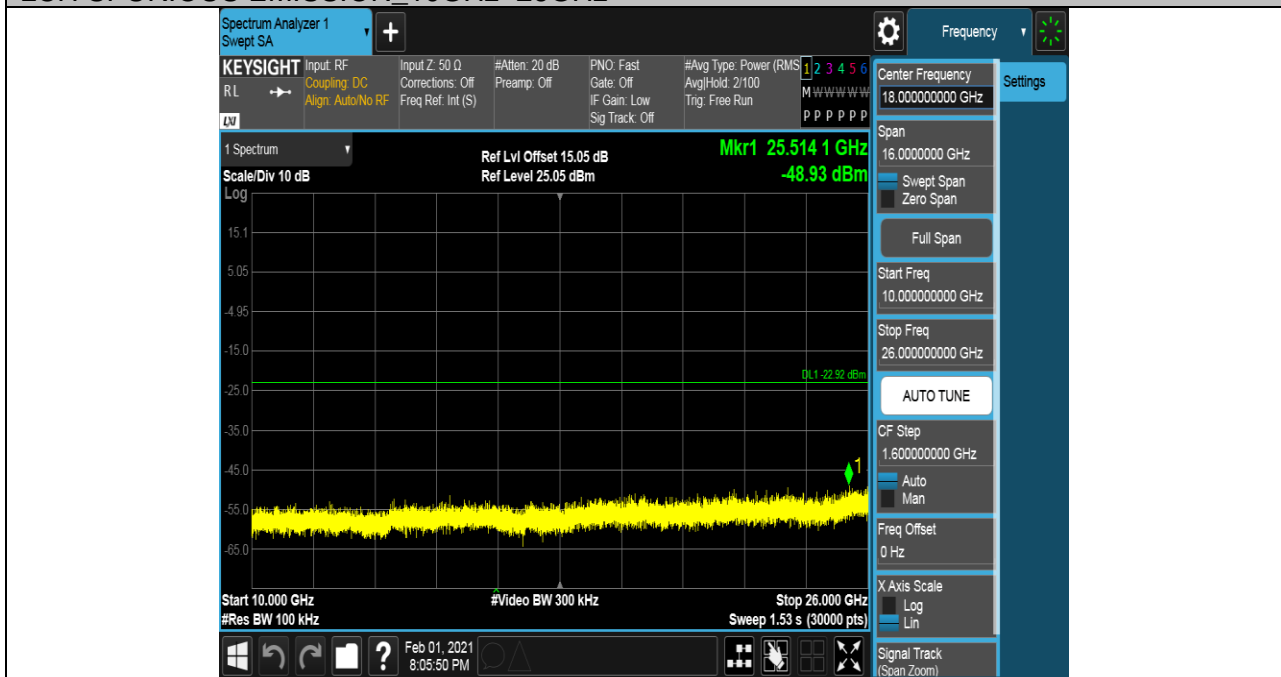 Spectrum Analyzer 1
Swept SA
+
Frequency
KEYSIGHT
RL
LXI
Input: RF
Coupling: DC
Align: Auto/No RF
Input Z: 50 Ω
Corrections: Off
Freq Ref: Int (S)
#Atten: 20 dB
Preamp: Off
PNO: Fast
Gate: Off
IF Gain: Low
Sig Track: Off
#Avg Type: Power (RMS
Avg|Hold: 2/100
Trig: Free Run
1 2 3 4 5 6
M W W W W W
P P P P P P
Center Frequency
18.000000000 GHz
Settings
Span
16.0000000 GHz
Swept Span
Zero Span
Full Span
Start Freq
10.000000000 GHz
Stop Freq
26.000000000 GHz
AUTO TUNE
CF Step
1.600000000 GHz
Auto
Man
Freq Offset
0 Hz
X Axis Scale
Log
Lin
Signal Track
(Span Zoom)
1 Spectrum
Scale/Div 10 dB
Log
Ref Lvl Offset 15.05 dB
Ref Level 25.05 dBm
Mkr1 25.514 1 GHz
-48.93 dBm
15.1
5.05
-4.95
-15.0
DL1 -22.92 dBm
-25.0
-35.0
-45.0
1
-55.0
-65.0
Start 10.000 GHz
#Res BW 100 kHz
#Video BW 300 kHz
Stop 26.000 GHz
Sweep 1.53 s (30000 pts)
?
Feb 01, 2021
8:05:50 PM